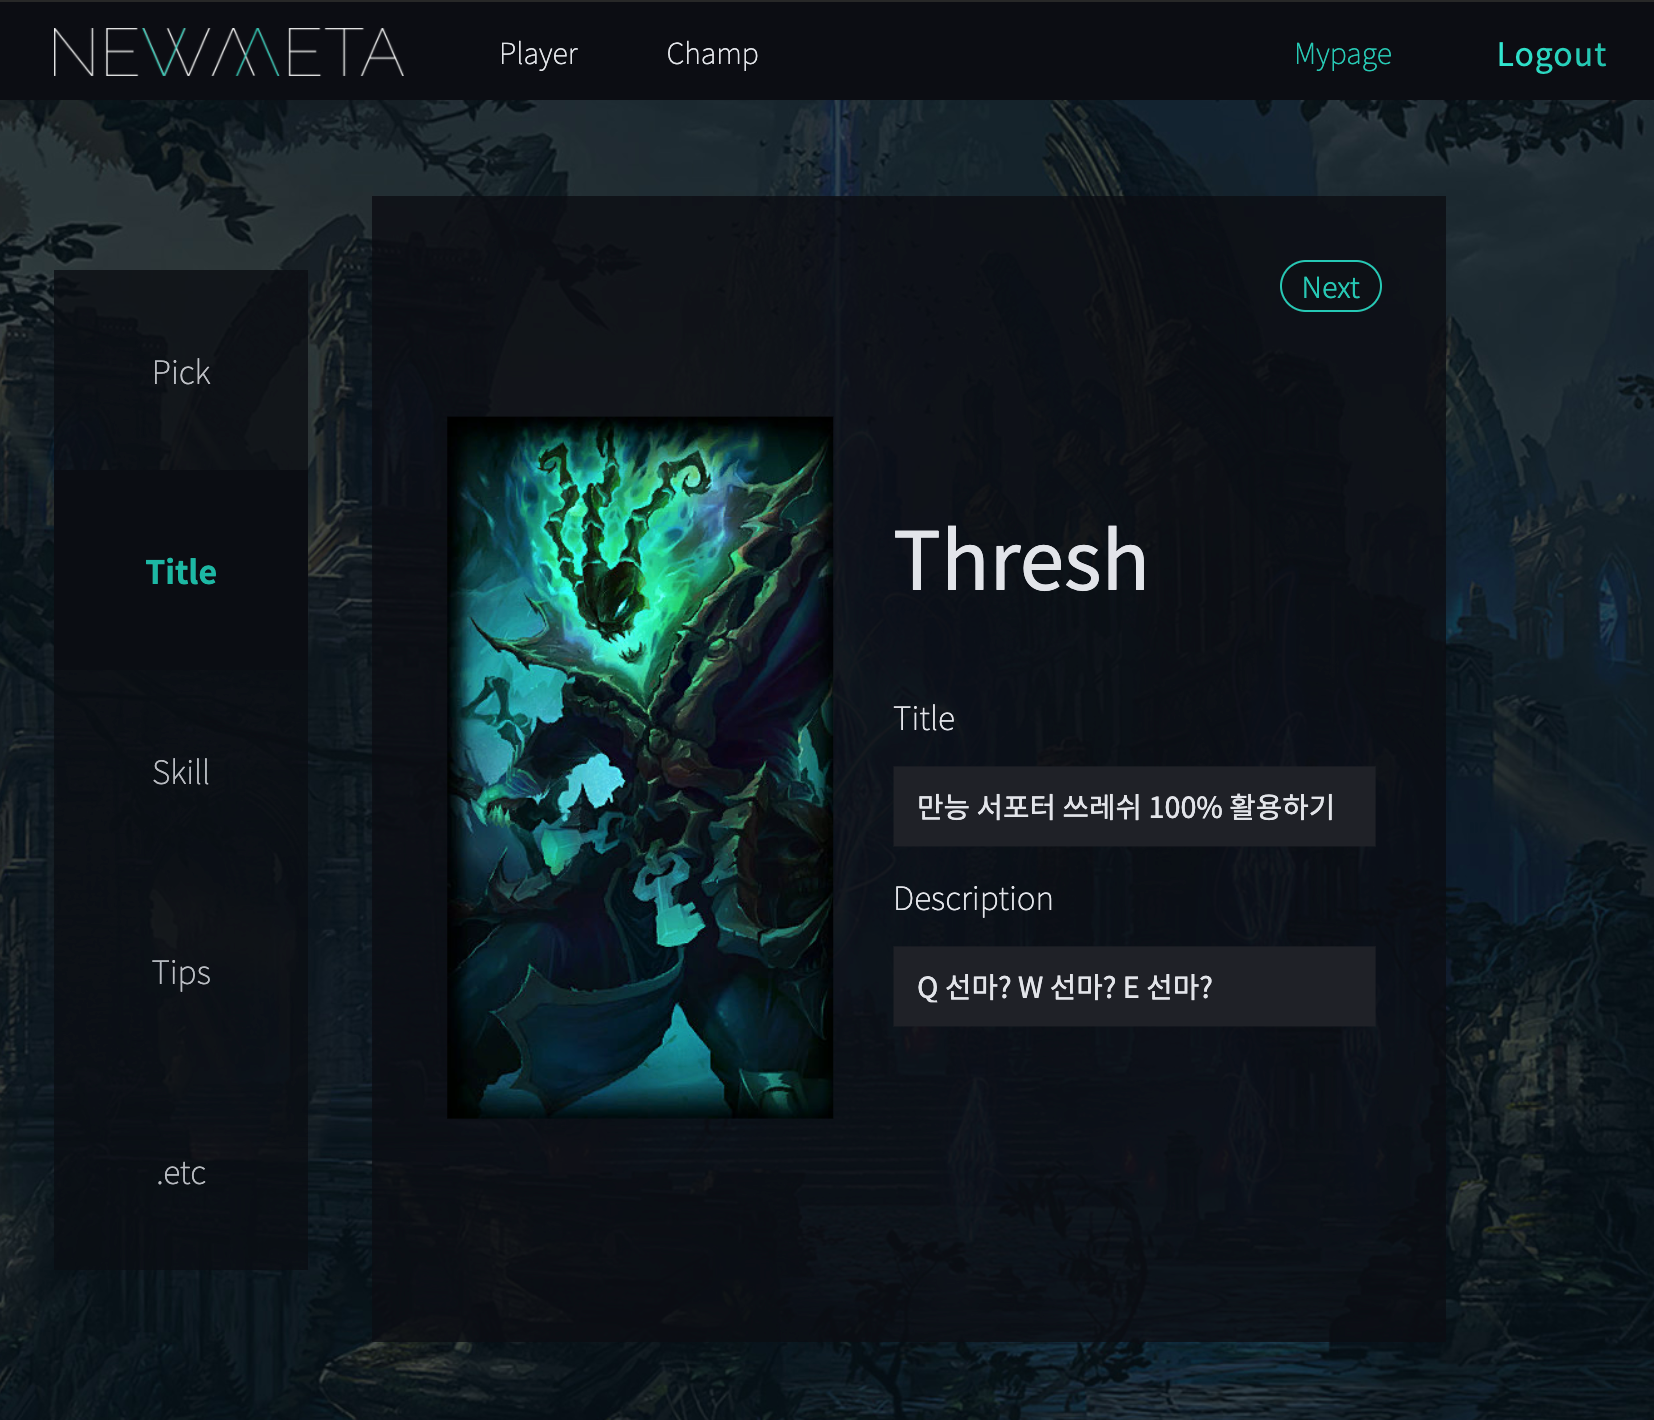 NEWMETA Player Champ Mypage Logout
Pick
Title
Skill
Tips
.etc
Next
Thresh
Title
만능 서포터 쓰레쉬 100% 활용하기
Description
Q 선마? W 선마? E 선마?